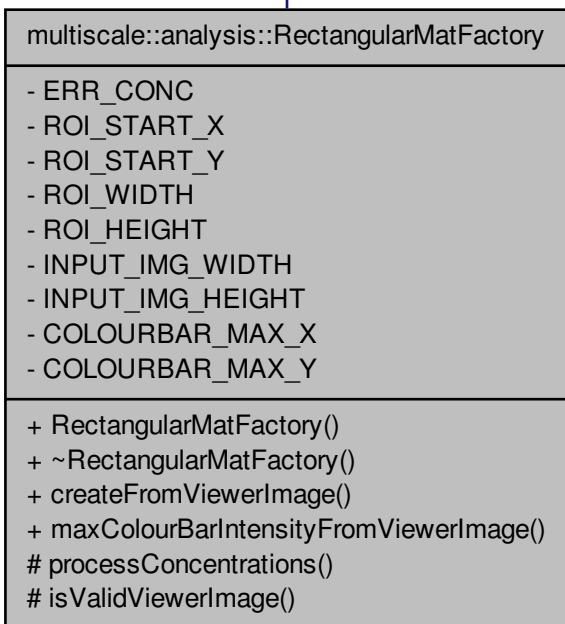 multiscale::analysis::RectangularMatFactory
- ERR_CONC
- ROI_START_X
- ROI_START_Y
- ROI_WIDTH
- ROI_HEIGHT
- INPUT_IMG_WIDTH
- INPUT_IMG_HEIGHT
- COLOURBAR_MAX_X
- COLOURBAR_MAX_Y
+ RectangularMatFactory()
+ ~RectangularMatFactory()
+ createFromViewerImage()
+ maxColourBarIntensityFromViewerImage()
# processConcentrations()
# isValidViewerImage()